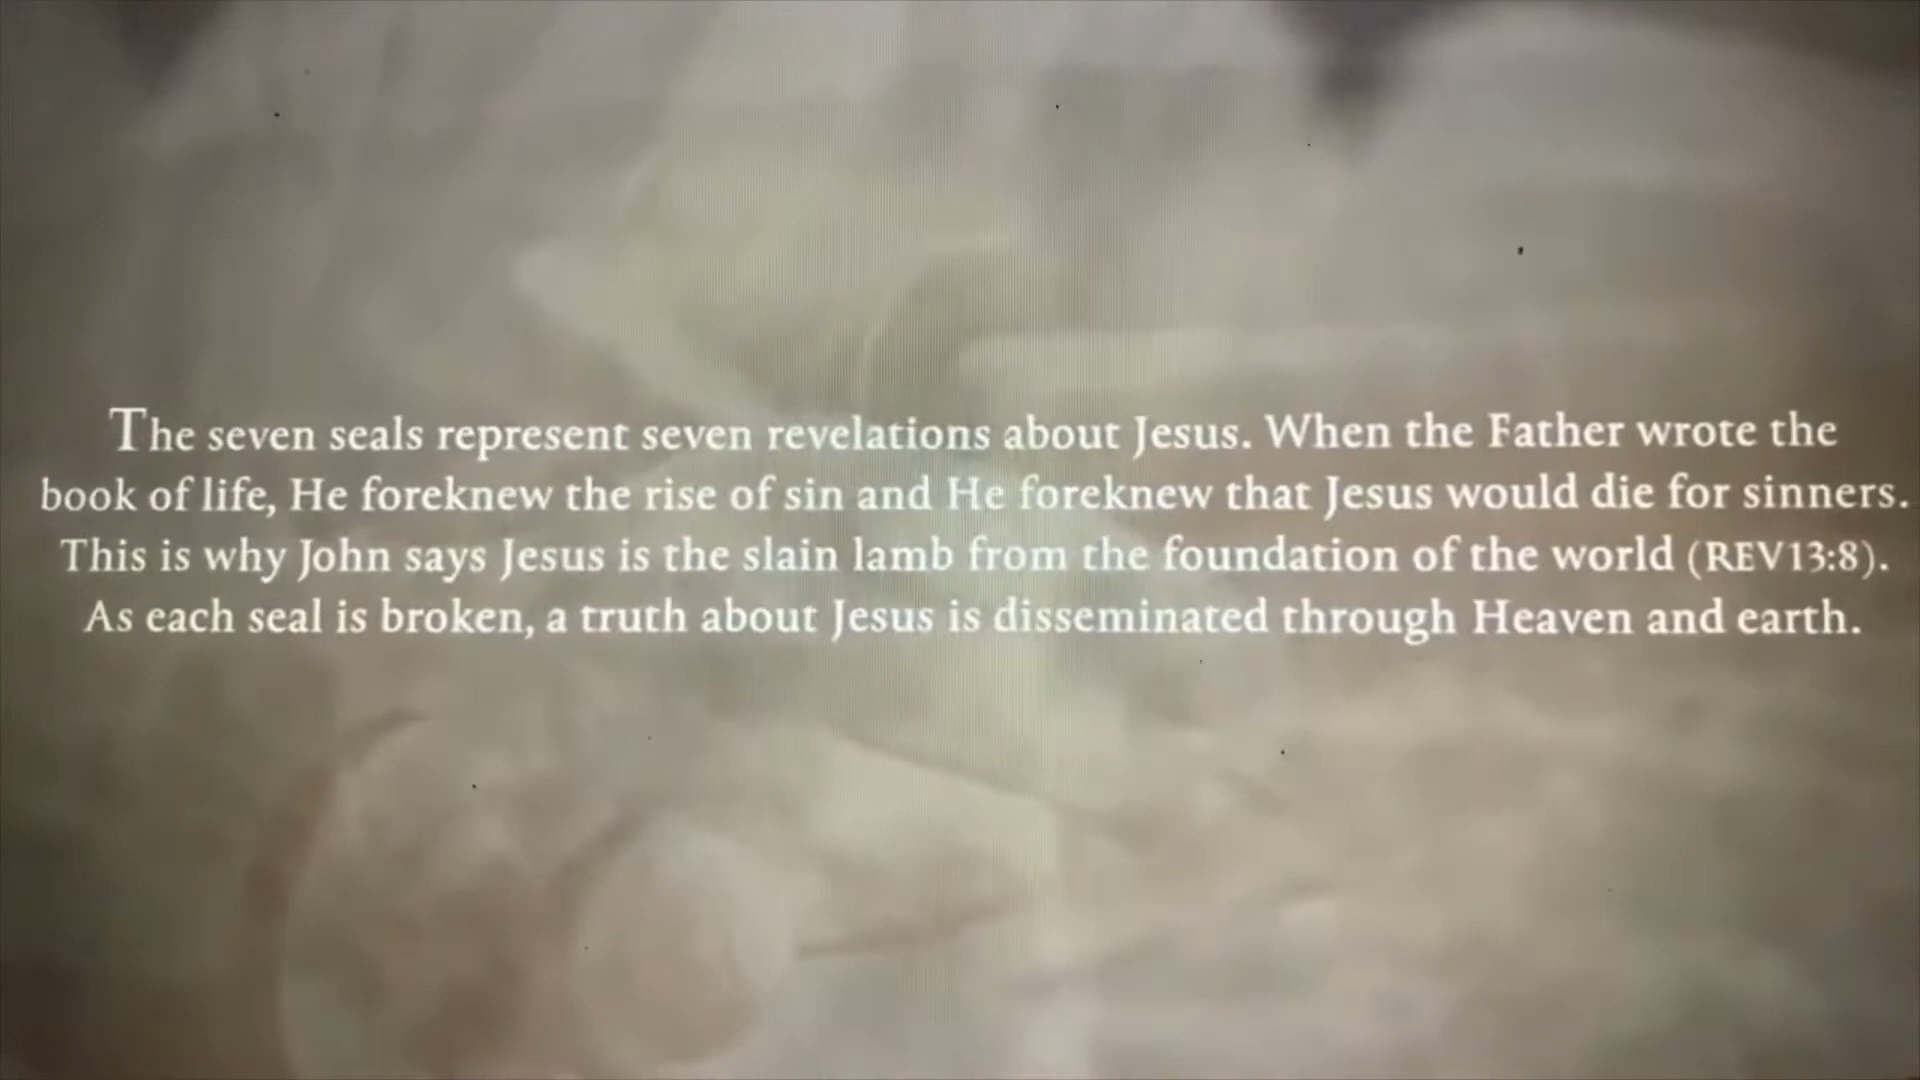 The seven seals represent seven revelations about Jesus. When the Father wrote the
book of life, He foreknew the rise of sin and He foreknew that Jesus would die for sinners.
This is why John says Jesus is the slain lamb from the foundation of the world (REV13:8).
As each seal is broken, a truth about Jesus is disseminated through Heaven and earth.